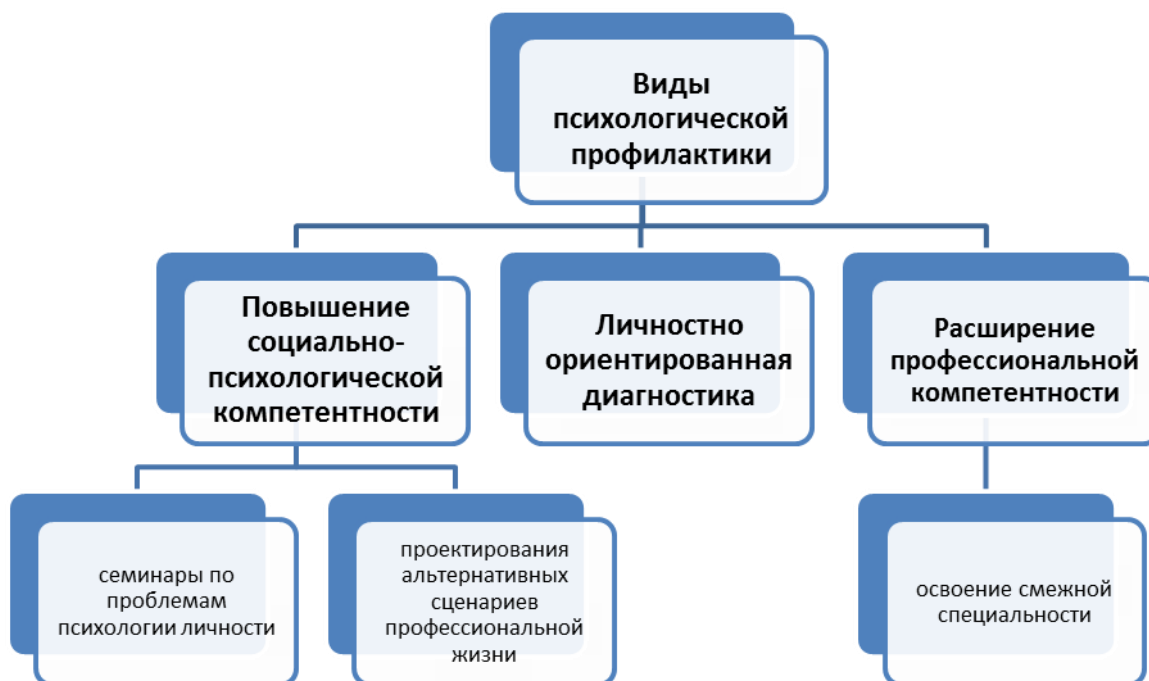 Виды
психологической
профилактики
Повышение
социально-
психологической
компетентности
Личностно
ориентированная
диагностика
Расширение
профессиональной
компетентности
семинары по
проблемам
психологии личности
проектирования
альтернативных
сценариев
профессиональной
жизни
освоение смежной
специальности